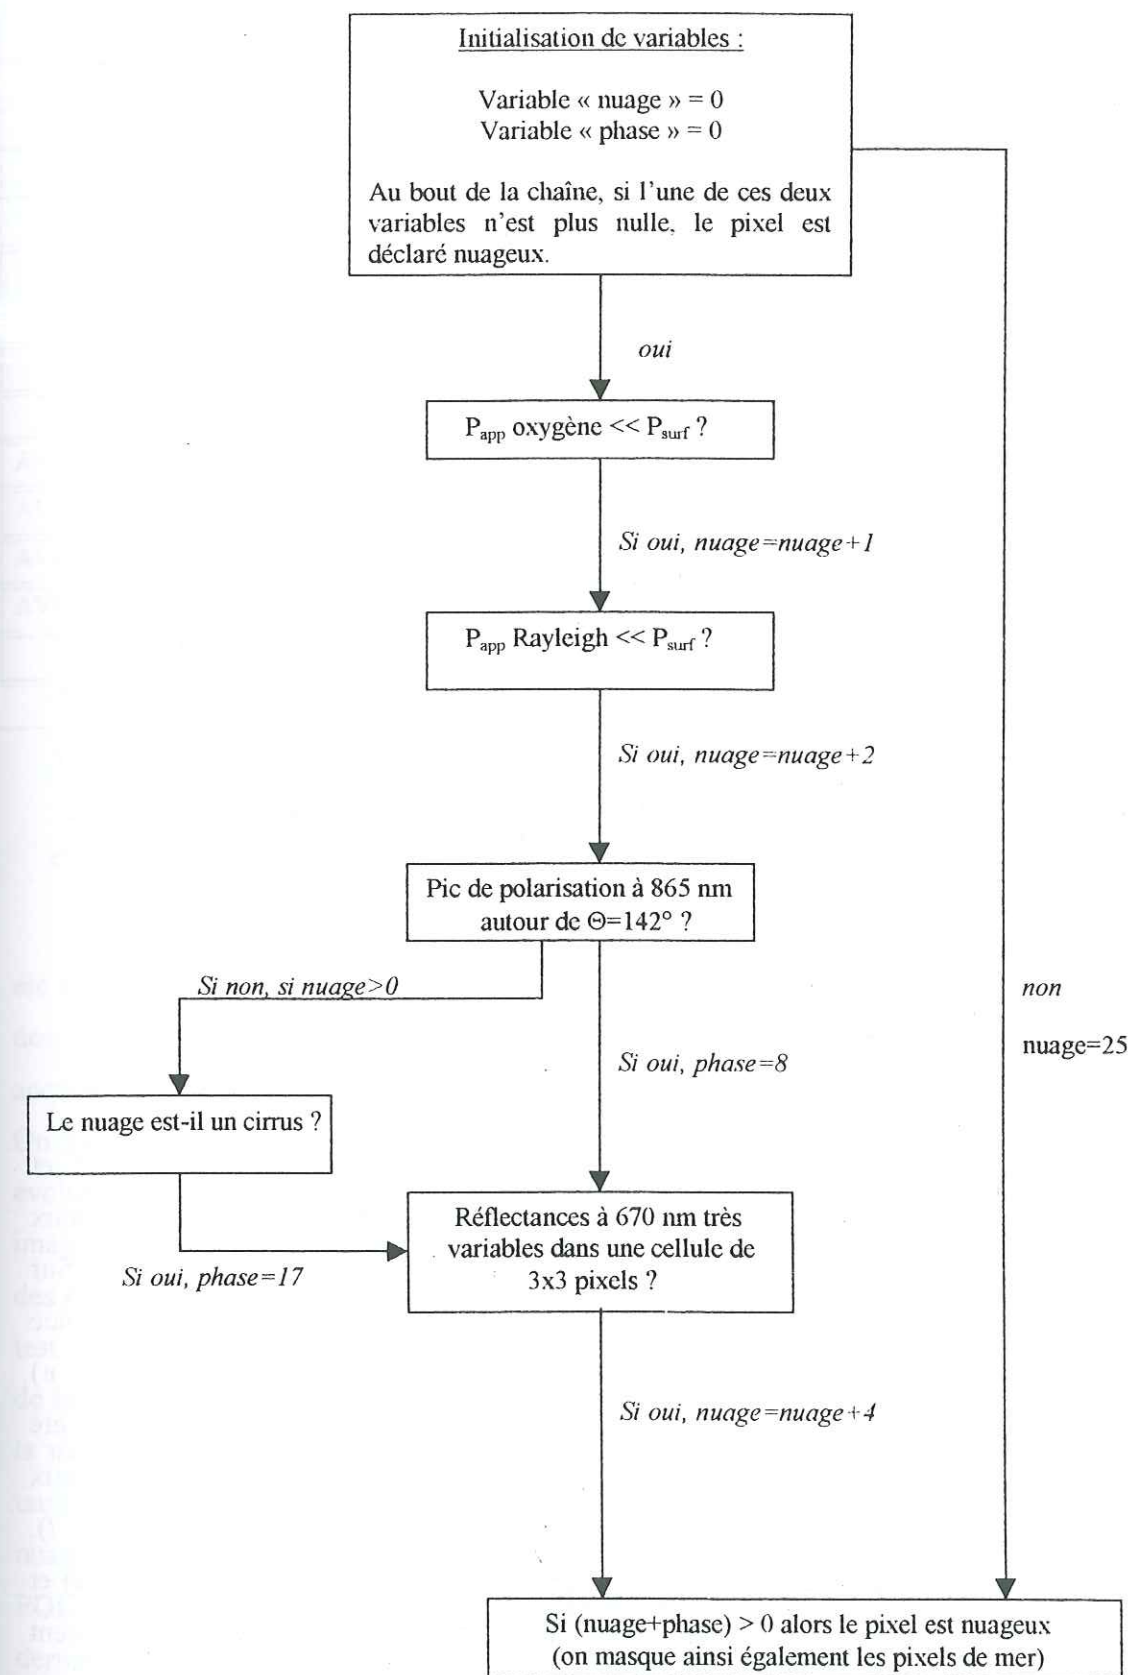 Initialisation de variables :
Variable « nuage » = 0
Variable « phase » = 0
Au bout de la chaîne, si l'une de ces deux
variables n'est plus nulle, le pixel est
déclaré nuageux.
oui
Papp oxygène << Psurf ?
Si oui, nuage=nuage+1
Papp Rayleigh << Psurf ?
Si oui, nuage=nuage+2
Pic de polarisation à 865 nm
autour de Θ=142° ?
Si non, si nuage>0
non
nuage=25
Si oui, phase=8
Le nuage est-il un cirrus ?
Réflectances à 670 nm très
variables dans une cellule de
3x3 pixels ?
Si oui, phase=17
Si oui, nuage=nuage+4
Si (nuage+phase) > 0 alors le pixel est nuageux
(on masque ainsi également les pixels de mer)